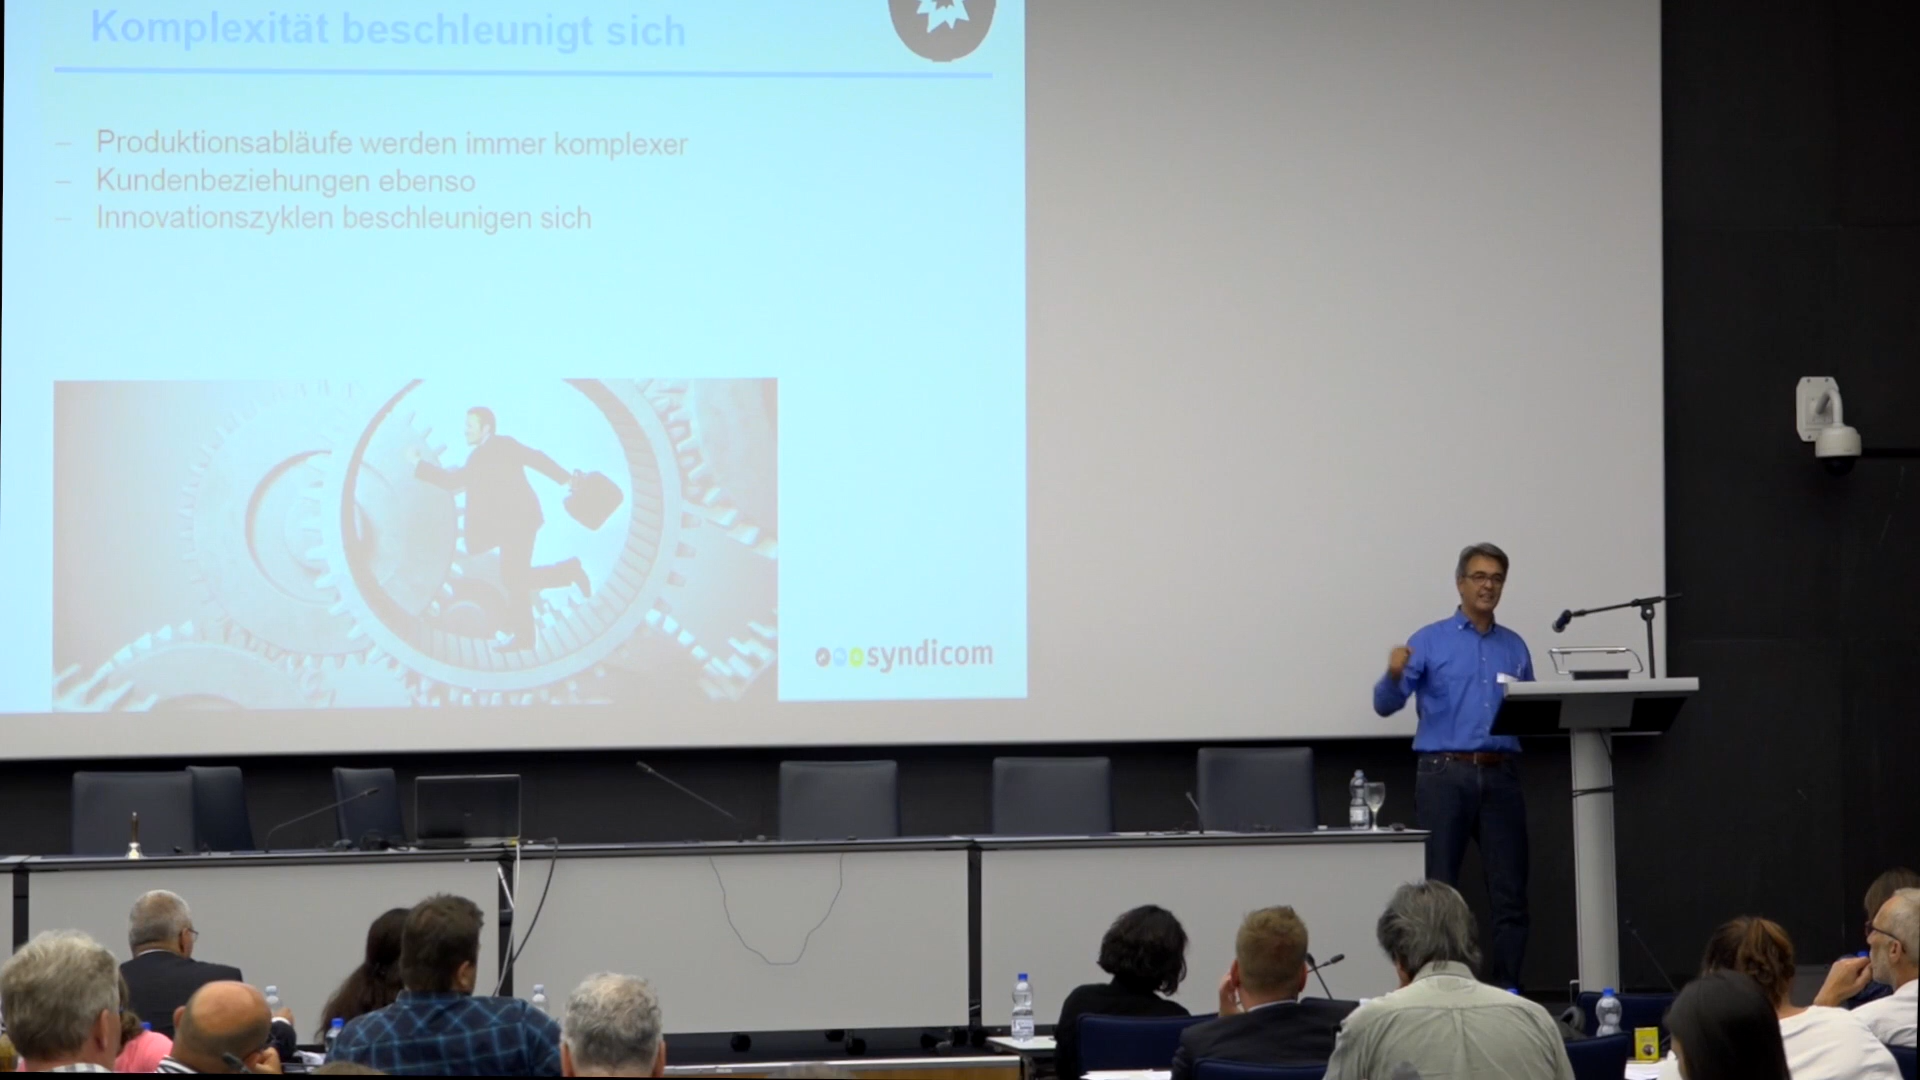 Komplexität beschleunigt sich
– Produktionsabläufe werden immer komplexer
– Kundenbeziehungen ebenso
– Innovationszyklen beschleunigen sich
syndicom